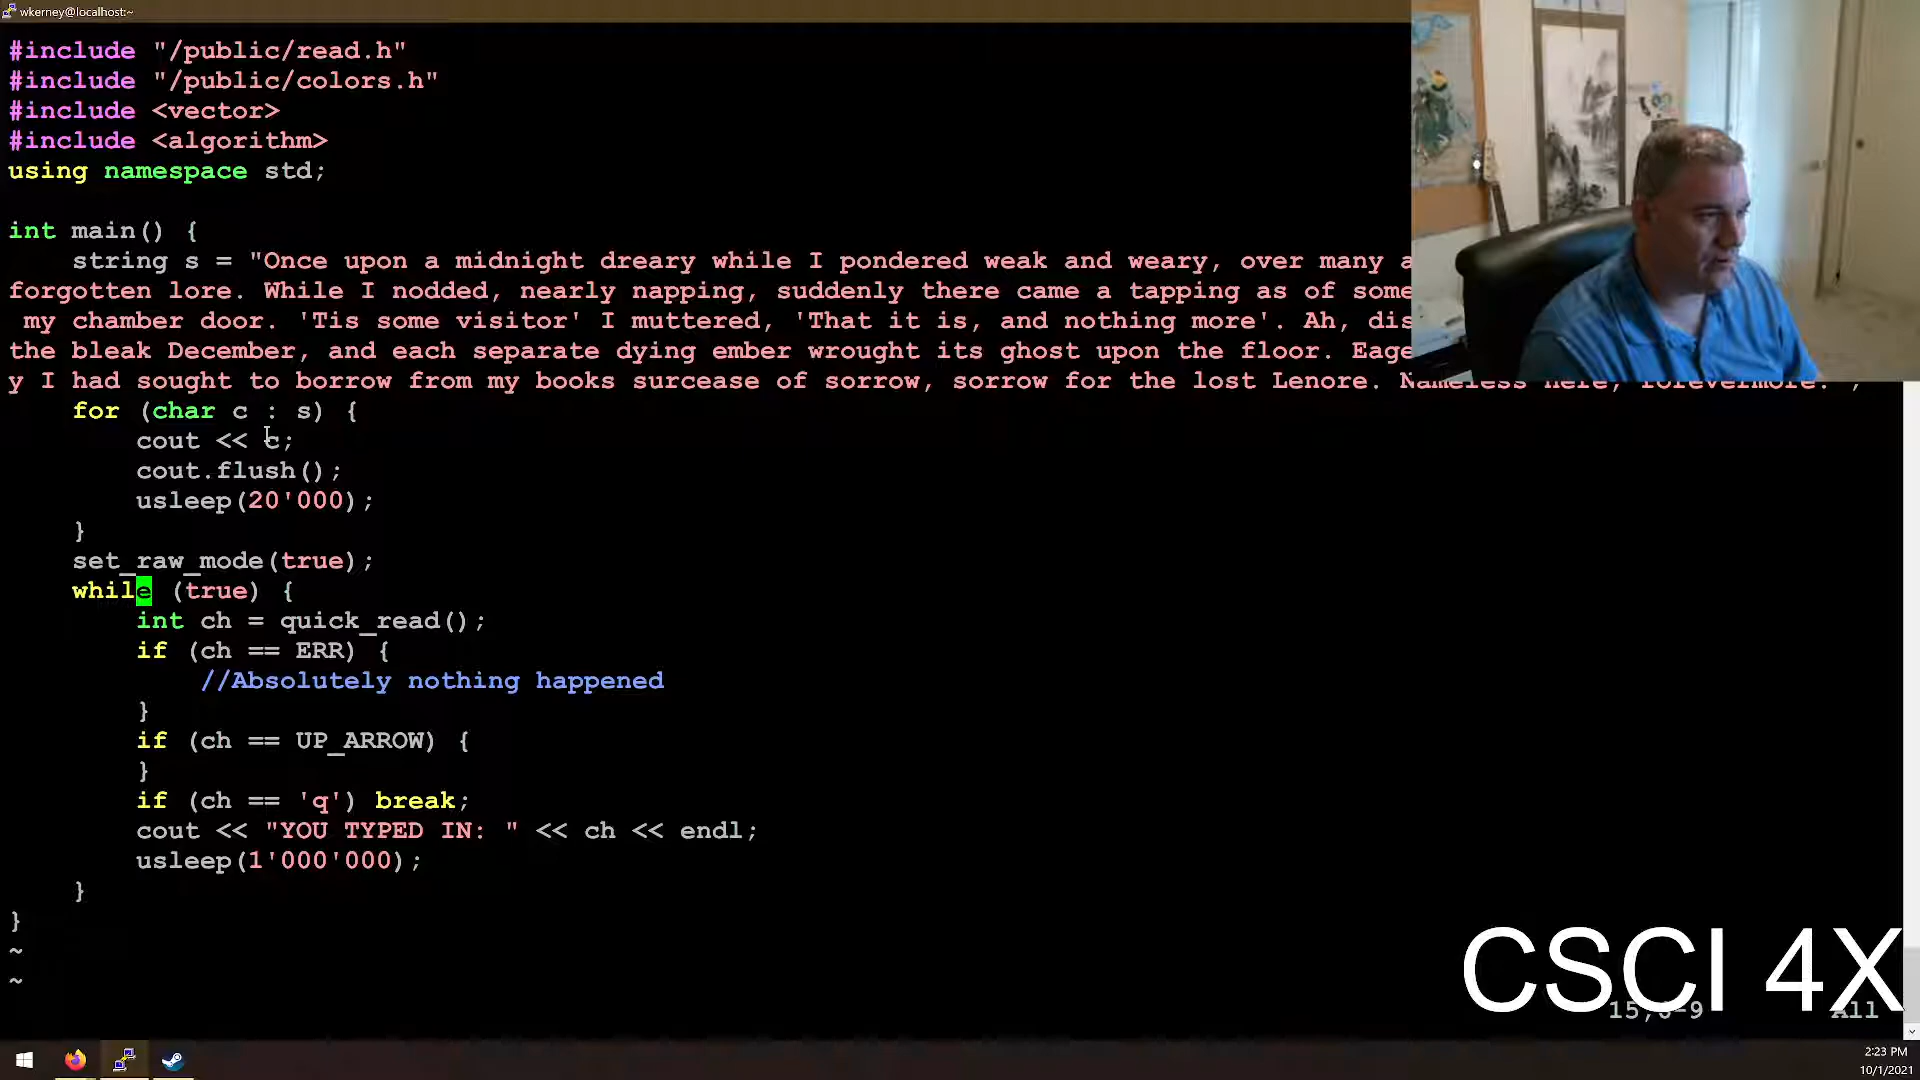 wkerney@localhost:~
#include "/public/read.h"
#include "/public/colors.h"
#include <vector>
#include <algorithm>
using namespace std;
int main() {
string s = "Once upon a midnight dreary while I pondered weak and weary, over many a
forgotten lore. While I nodded, nearly napping, suddenly there came a tapping as of some
my chamber door. 'Tis some visitor' I muttered, 'That it is, and nothing more'. Ah, dis
the bleak December, and each separate dying ember wrought its ghost upon the floor. Eage
y I had sought to borrow from my books surcease of sorrow, sorrow for the lost Lenore. Nameless here, forevermore.";
for (char c : s) {
cout << c;
cout.flush();
usleep(20'000);
}
set_raw_mode(true);
while (true) {
int ch = quick_read();
if (ch == ERR) {
//Absolutely nothing happened
}
if (ch == UP_ARROW) {
}
if (ch == 'q') break;
cout << "YOU TYPED IN: " << ch << endl;
usleep(1'000'000);
}
}
~
~
CSCI 4X
All
2:23 PM
10/1/2021